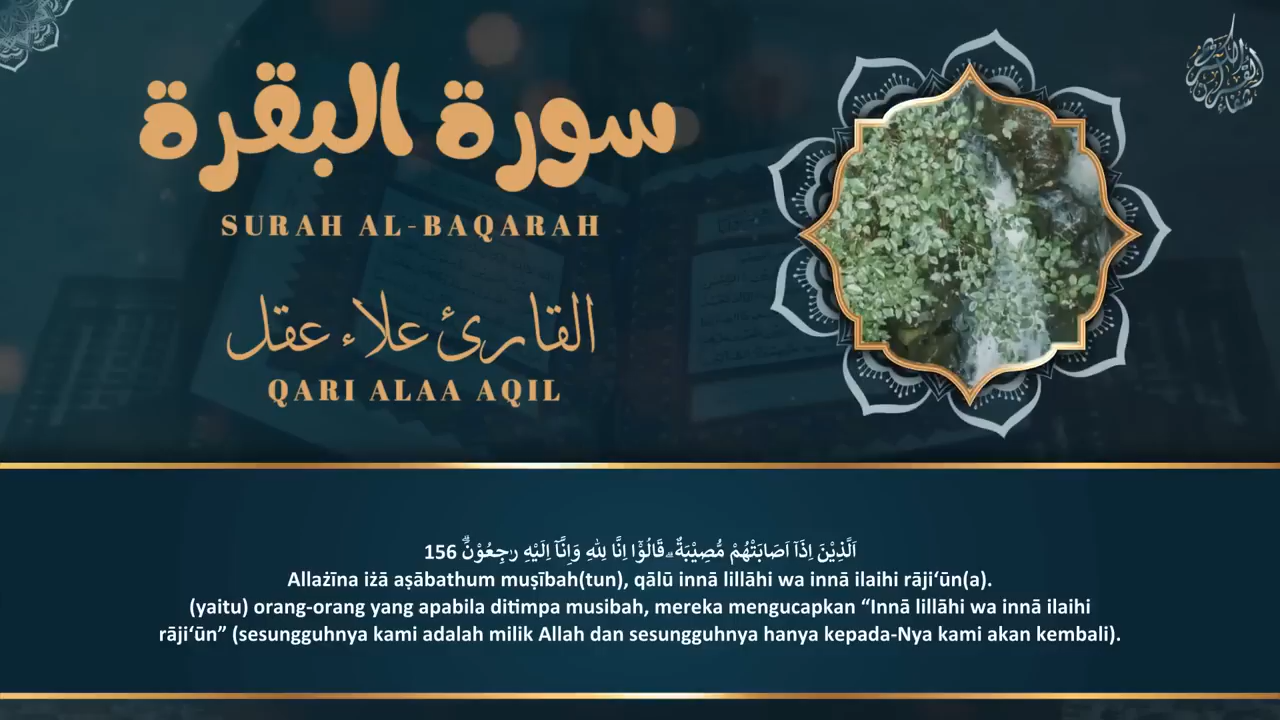 سورة البقرة
SURAH AL-BAQARAH
القارئ علاء عقل
QARI ALAA AQIL
اَلَّذِيْنَ اِذَآ اَصَابَتْهُمْ مُّصِيْبَةٌ ۗ قَالُوْٓا اِنَّا لِلّٰهِ وَاِنَّآ اِلَيْهِ رٰجِعُوْنَۗ 156
Allażīna iżā aṣābathum muṣībah(tun), qālū innā lillāhi wa innā ilaihi rāji‘ūn(a).
(yaitu) orang-orang yang apabila ditimpa musibah, mereka mengucapkan “Innā lillāhi wa innā ilaihi
rāji‘ūn” (sesungguhnya kami adalah milik Allah dan sesungguhnya hanya kepada-Nya kami akan kembali).